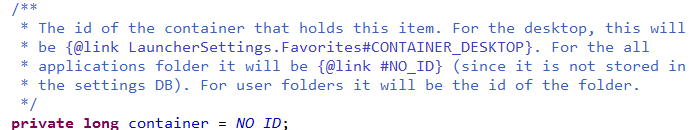 /**
* The id of the container that holds this item. For the desktop, this will
* be {@link LauncherSettings.Favorites#CONTAINER_DESKTOP}. For the all
* applications folder it will be {@link #NO_ID} (since it is not stored in
* the settings DB). For user folders it will be the id of the folder.
*/
private long container = NO_ID;